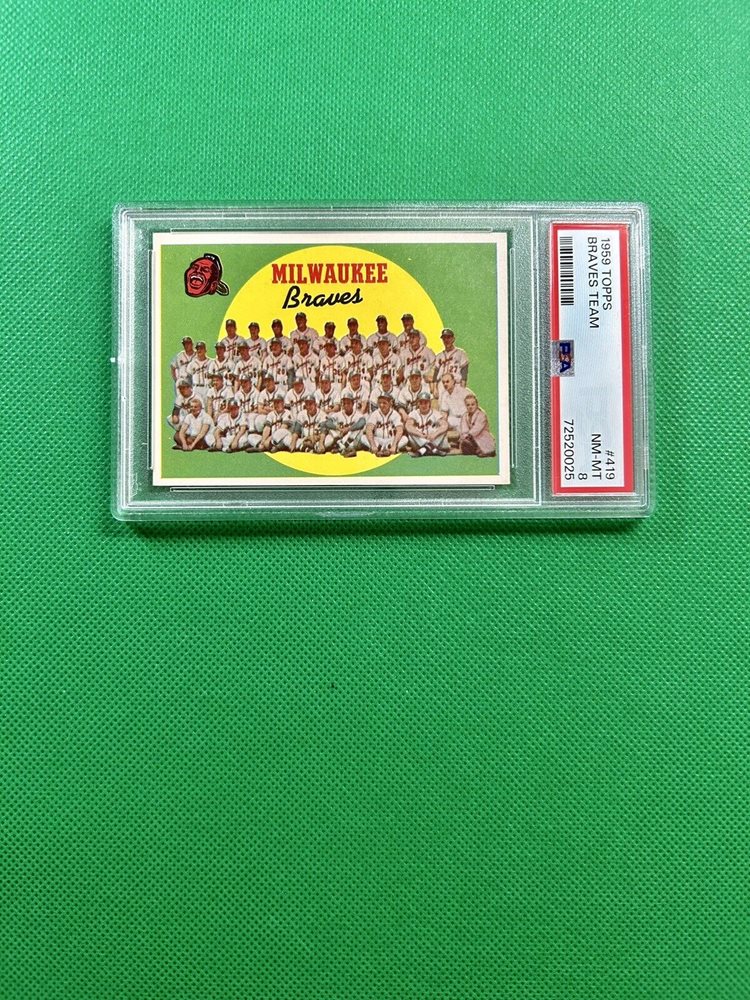 MILWAUKEE
Braves
1959 TOPPS
BRAVES TEAM
PSA
#419
NM-MT
8
72520025